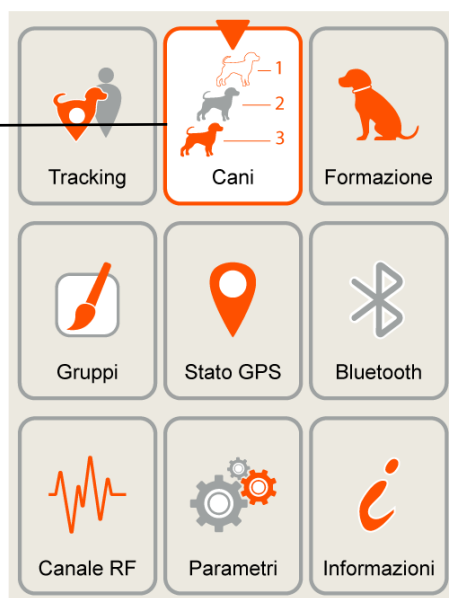 1
2
3
Tracking
Cani
Formazione
Gruppi
Stato GPS
Bluetooth
Canale RF
Parametri
Informazioni